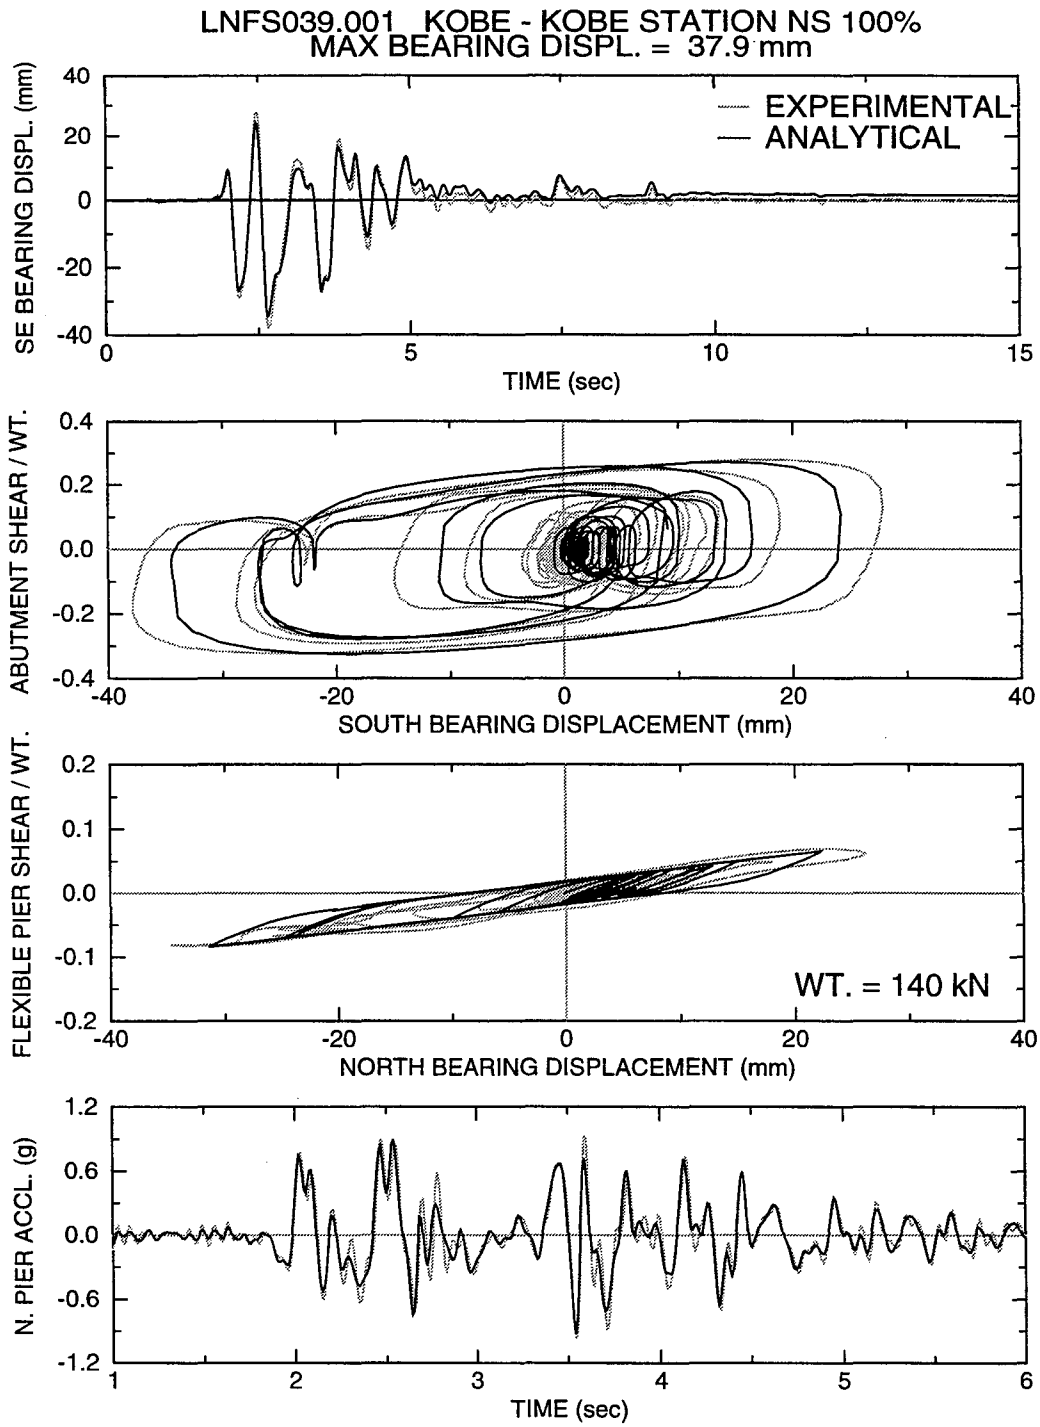 LNFS039.001 KOBE - KOBE STATION NS 100%
MAX BEARING DISPL. = 37.9 mm
SE BEARING DISPL. (mm)
40
20
0
-20
-40
EXPERIMENTAL
ANALYTICAL
0 5 10 15
TIME (sec)
ABUTMENT SHEAR / WT.
0.4
0.2
0.0
-0.2
-0.4
-40 -20 0 20 40
SOUTH BEARING DISPLACEMENT (mm)
FLEXIBLE PIER SHEAR / WT.
0.2
0.1
0.0
-0.1
-0.2
WT. = 140 kN
-40 -20 0 20 40
NORTH BEARING DISPLACEMENT (mm)
N. PIER ACCL. (g)
1.2
0.6
0.0
-0.6
-1.2
1 2 3 4 5 6
TIME (sec)